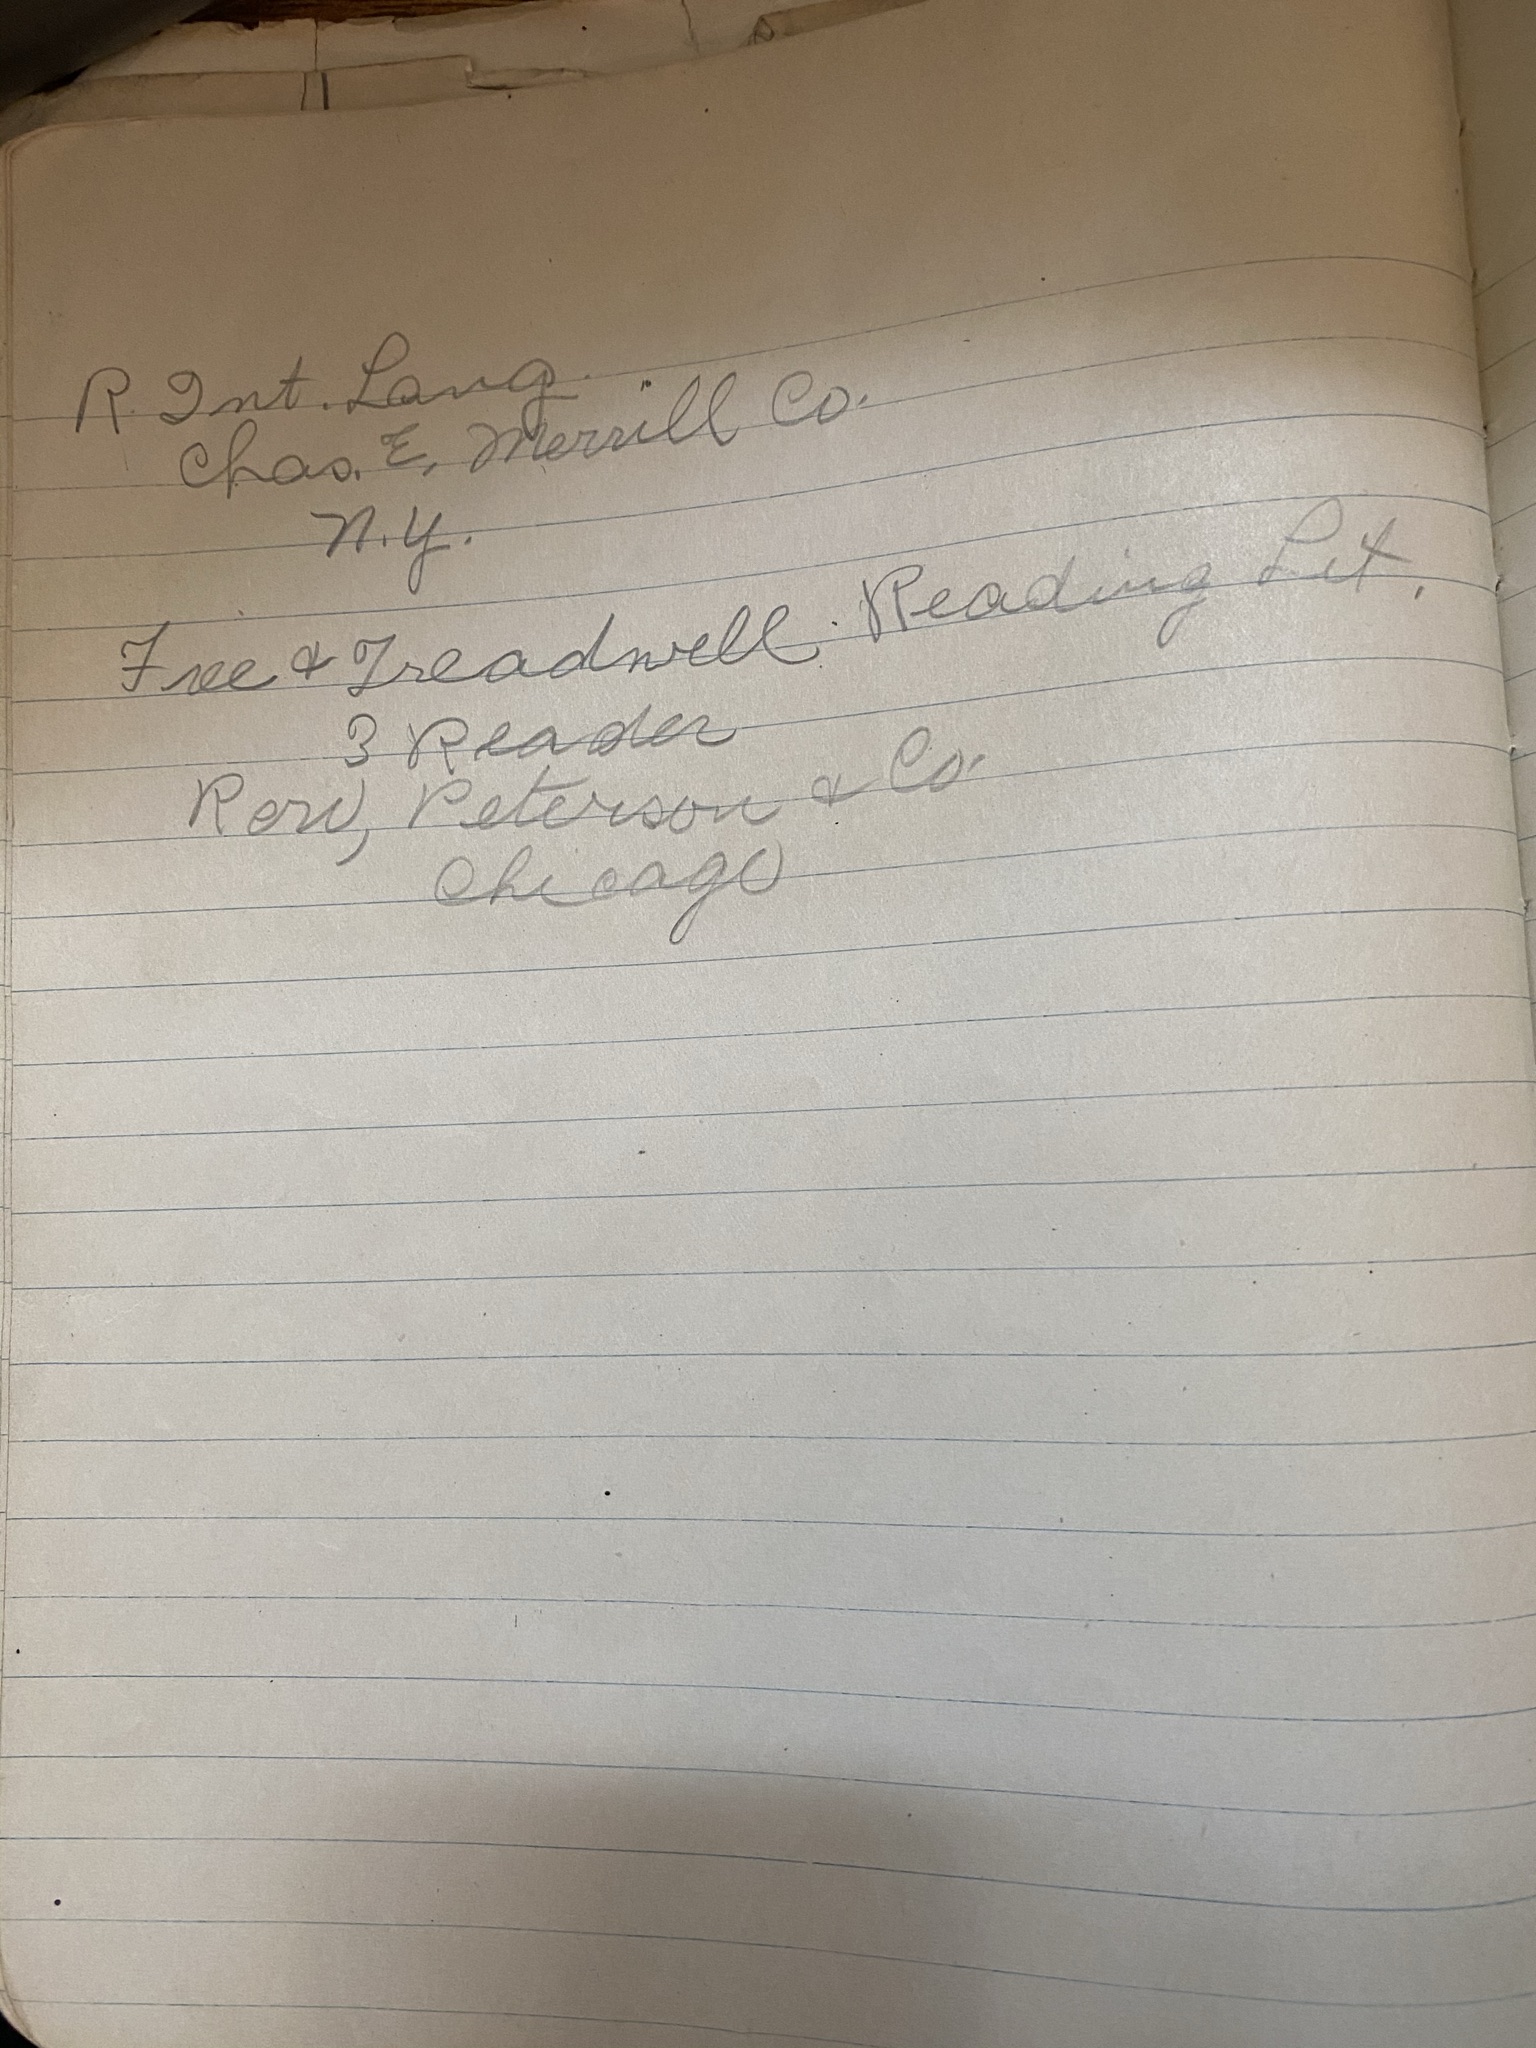 R. Int. Lang.
Chas. E. Merrill Co.
N.Y.
Free & Treadwell. Reading Lit.
3 Reader
Row, Peterson & Co.
Chicago